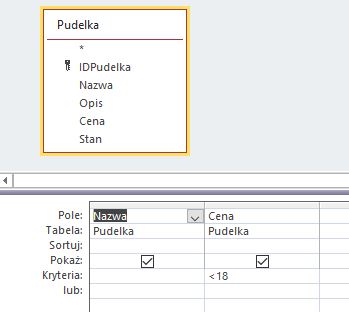 Pudelka
*
IDPudelka
Nazwa
Opis
Cena
Stan
Pole: Nazwa Cena
Tabela: Pudelka Pudelka
Sortuj:
Pokaż:
Kryteria: <18
lub: